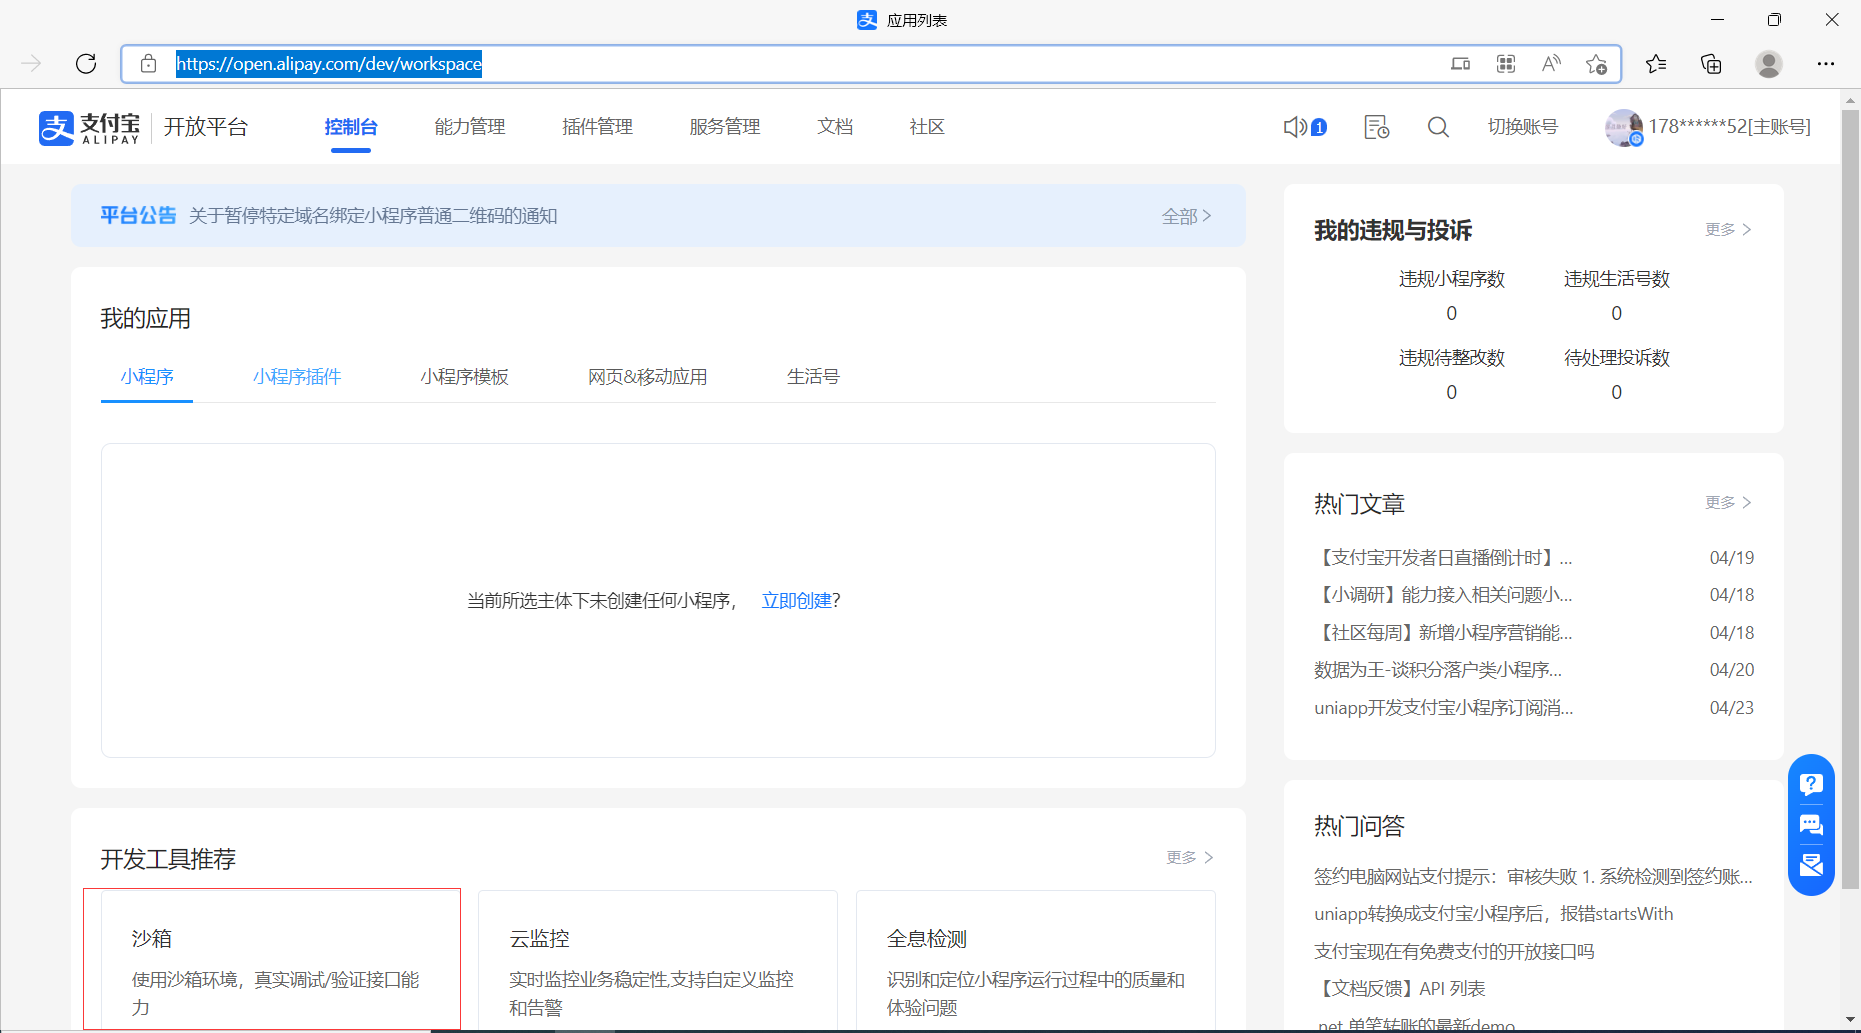 应用列表
https://open.alipay.com/dev/workspace
支付宝
ALIPAY
开放平台
控制台
能力管理
插件管理
服务管理
文档
社区
1
切换账号
178******52[主账号]
平台公告
关于暂停特定域名绑定小程序普通二维码的通知
全部
我的应用
小程序
小程序插件
小程序模板
网页&移动应用
生活号
当前所选主体下未创建任何小程序， 立即创建?
开发工具推荐
更多
沙箱
使用沙箱环境，真实调试/验证接口能
力
云监控
实时监控业务稳定性,支持自定义监控
和告警
全息检测
识别和定位小程序运行过程中的质量和
体验问题
我的违规与投诉
更多
违规小程序数
违规生活号数
0
0
违规待整改数
待处理投诉数
0
0
热门文章
更多
【支付宝开发者日直播倒计时】... 04/19
【小调研】能力接入相关问题小... 04/18
【社区每周】新增小程序营销能... 04/18
数据为王-谈积分落户类小程序... 04/20
uniapp开发支付宝小程序订阅消... 04/23
热门问答
签约电脑网站支付提示：审核失败 1. 系统检测到签约账...
uniapp转换成支付宝小程序后，报错startsWith
支付宝现在有免费支付的开放接口吗
【文档反馈】API 列表
.net 单笔转账的最新demo